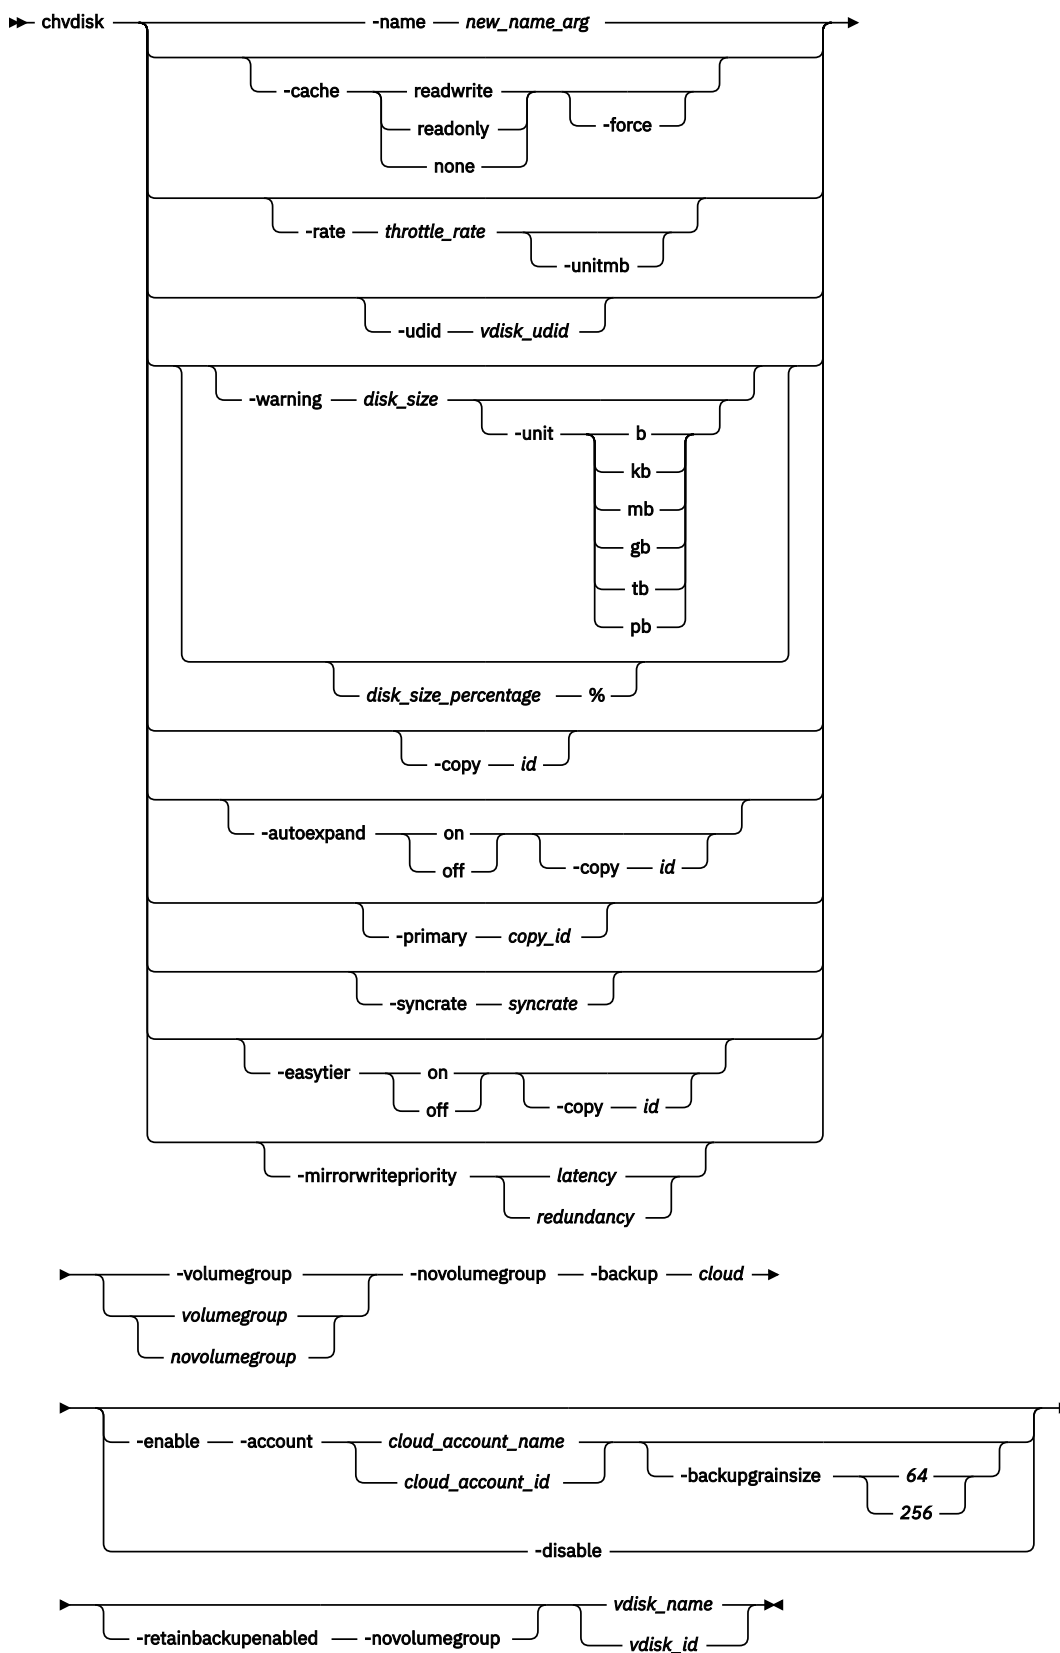 chvdisk -name new_name_arg
-cache readwrite
readonly -force
none
-rate throttle_rate
-unitmb
-udid vdisk_udid
-warning disk_size
-unit b
kb
mb
gb
tb
pb
disk_size_percentage %
-copy id
-autoexpand on
off -copy id
-primary copy_id
-syncrate syncrate
-easytier on
off -copy id
-mirrorwritepriority latency
redundancy
-volumegroup -novolumegroup -backup cloud
volumegroup
novolumegroup
-enable -account cloud_account_name
cloud_account_id -backupgrainsize 64
256
-disable
vdisk_name
-retainbackupenabled -novolumegroup vdisk_id